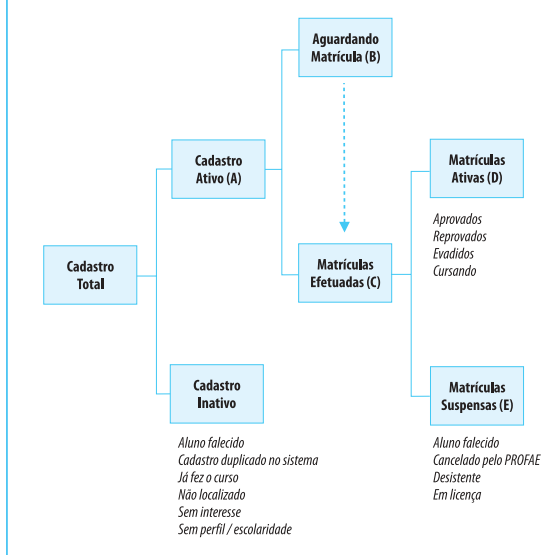 Aguardando
Matrícula (B)
Cadastro
Ativo (A)
Matrículas
Ativas (D)
Aprovados
Reprovados
Evadidos
Cursando
Cadastro
Total
Matrículas
Efetuadas (C)
Cadastro
Inativo
Aluno falecido
Cadastro duplicado no sistema
Já fez o curso
Não localizado
Sem interesse
Sem perfil / escolaridade
Matrículas
Suspensas (E)
Aluno falecido
Cancelado pelo PROFAE
Desistente
Em licença